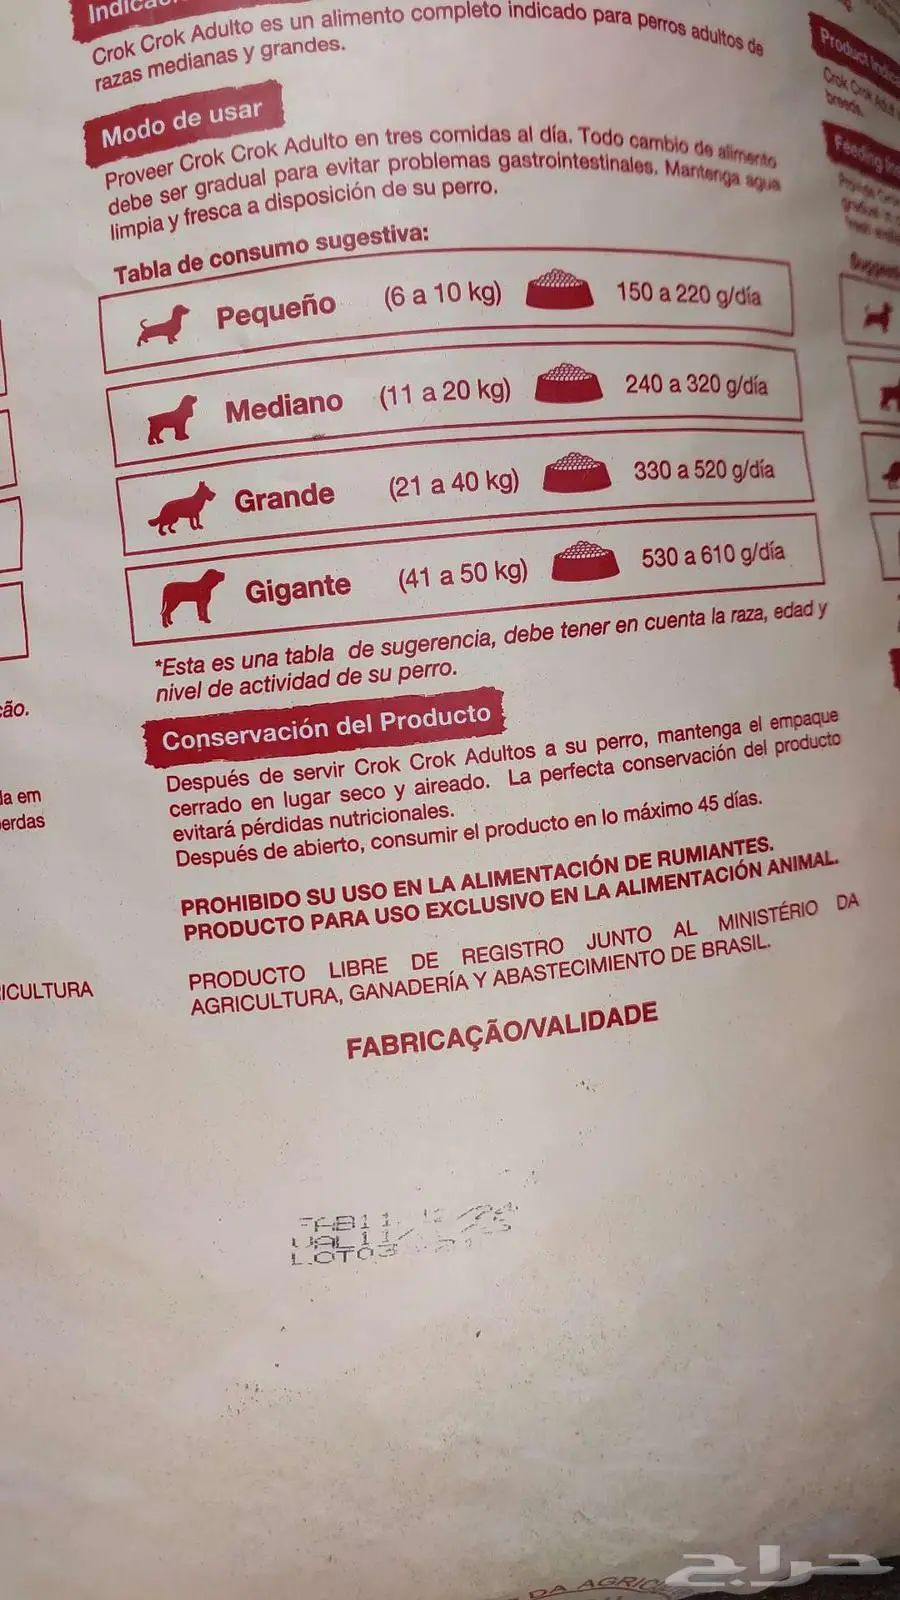 Crok Crok Adulto es un alimento completo indicado para perros adultos de
razas medianas y grandes.
Modo de usar
Proveer Crok Crok Adulto en tres comidas al día. Todo cambio de alimento
debe ser gradual para evitar problemas gastrointestinales. Mantenga agua
limpia y fresca a disposición de su perro.
Tabla de consumo sugestiva:
Pequeño (6 a 10 kg) 150 a 220 g/día
Mediano (11 a 20 kg) 240 a 320 g/día
Grande (21 a 40 kg) 330 a 520 g/día
Gigante (41 a 50 kg) 530 a 610 g/día
*Esta es una tabla de sugerencia, debe tener en cuenta la raza, edad y
nivel de actividad de su perro.
Conservación del Producto
Después de servir Crok Crok Adultos a su perro, mantenga el empaque
cerrado en lugar seco y aireado. La perfecta conservación del producto
evitará pérdidas nutricionales.
Después de abierto, consumir el producto en lo máximo 45 días.
PROHIBIDO SU USO EN LA ALIMENTACIÓN DE RUMIANTES.
PRODUCTO PARA USO EXCLUSIVO EN LA ALIMENTACIÓN ANIMAL.
PRODUCTO LIBRE DE REGISTRO JUNTO AL MINISTÉRIO DA
AGRICULTURA, GANADERÍA Y ABASTECIMIENTO DE BRASIL.
FABRICAÇÃO/VALIDADE
FAB11
VAL11/
LOT03
Product
Crok Crok
breeds.
Feeding
em
DA
حراج